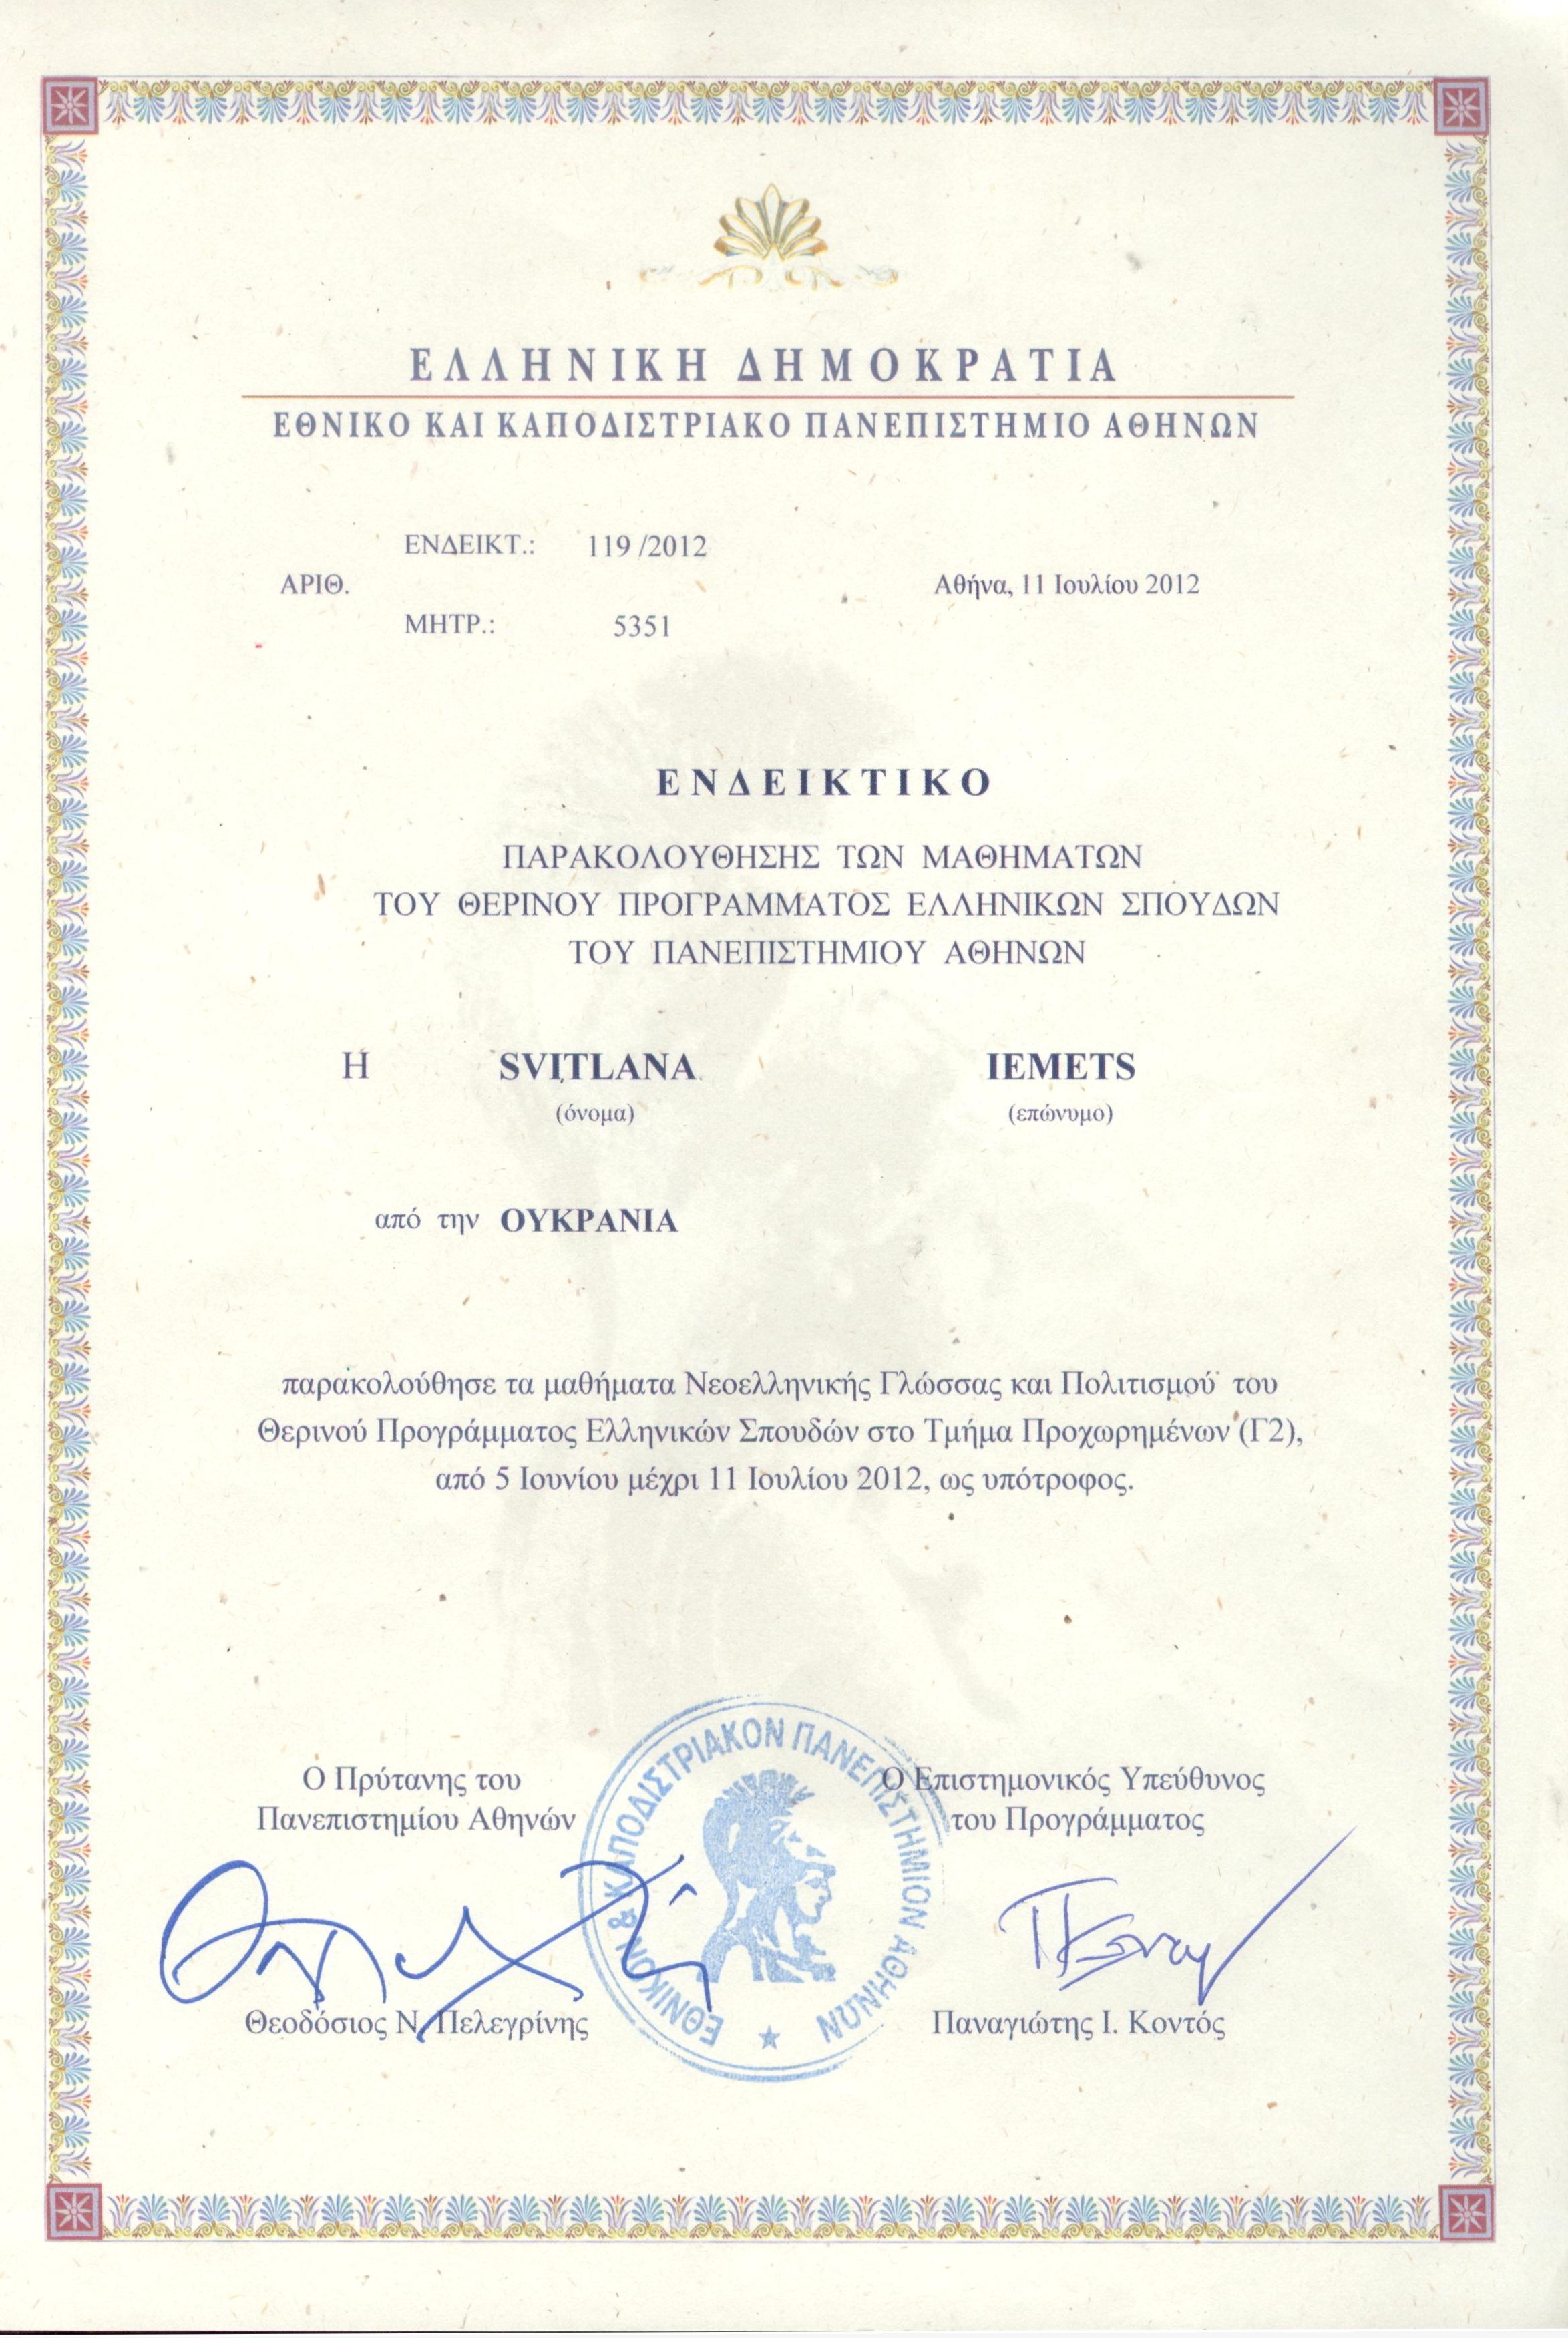 ΕΛΛΗΝΙΚΗ ΔΗΜΟΚΡΑΤΙΑ
ΕΘΝΙΚΟ ΚΑΙ ΚΑΠΟΔΙΣΤΡΙΑΚΟ ΠΑΝΕΠΙΣΤΗΜΙΟ ΑΘΗΝΩΝ
ΕΝΔΕΙΚΤ.: 119 /2012
ΑΡΙΘ. Αθήνα, 11 Ιουλίου 2012
ΜΗΤΡ.: 5351
ΕΝΔΕΙΚΤΙΚΟ
ΠΑΡΑΚΟΛΟΥΘΗΣΗΣ ΤΩΝ ΜΑΘΗΜΑΤΩΝ
ΤΟΥ ΘΕΡΙΝΟΥ ΠΡΟΓΡΑΜΜΑΤΟΣ ΕΛΛΗΝΙΚΩΝ ΣΠΟΥΔΩΝ
ΤΟΥ ΠΑΝΕΠΙΣΤΗΜΙΟΥ ΑΘΗΝΩΝ
Η SVITLANA IEMETS
(όνομα) (επώνυμο)
από την ΟΥΚΡΑΝΙΑ
παρακολούθησε τα μαθήματα Νεοελληνικής Γλώσσας και Πολιτισμού του
Θερινού Προγράμματος Ελληνικών Σπουδών στο Τμήμα Προχωρημένων (Γ2),
από 5 Ιουνίου μέχρι 11 Ιουλίου 2012, ως υπότροφος.
Ο Πρύτανης του Ο Επιστημονικός Υπεύθυνος
Πανεπιστημίου Αθηνών του Προγράμματος
ΕΘΝΙΚΟΝ & ΚΑΠΟΔΙΣΤΡΙΑΚΟΝ ΠΑΝΕΠΙΣΤΗΜΙΟΝ ΑΘΗΝΩΝ
Θεοδόσιος Ν. Πελεγρίνης Παναγιώτης Ι. Κοντός